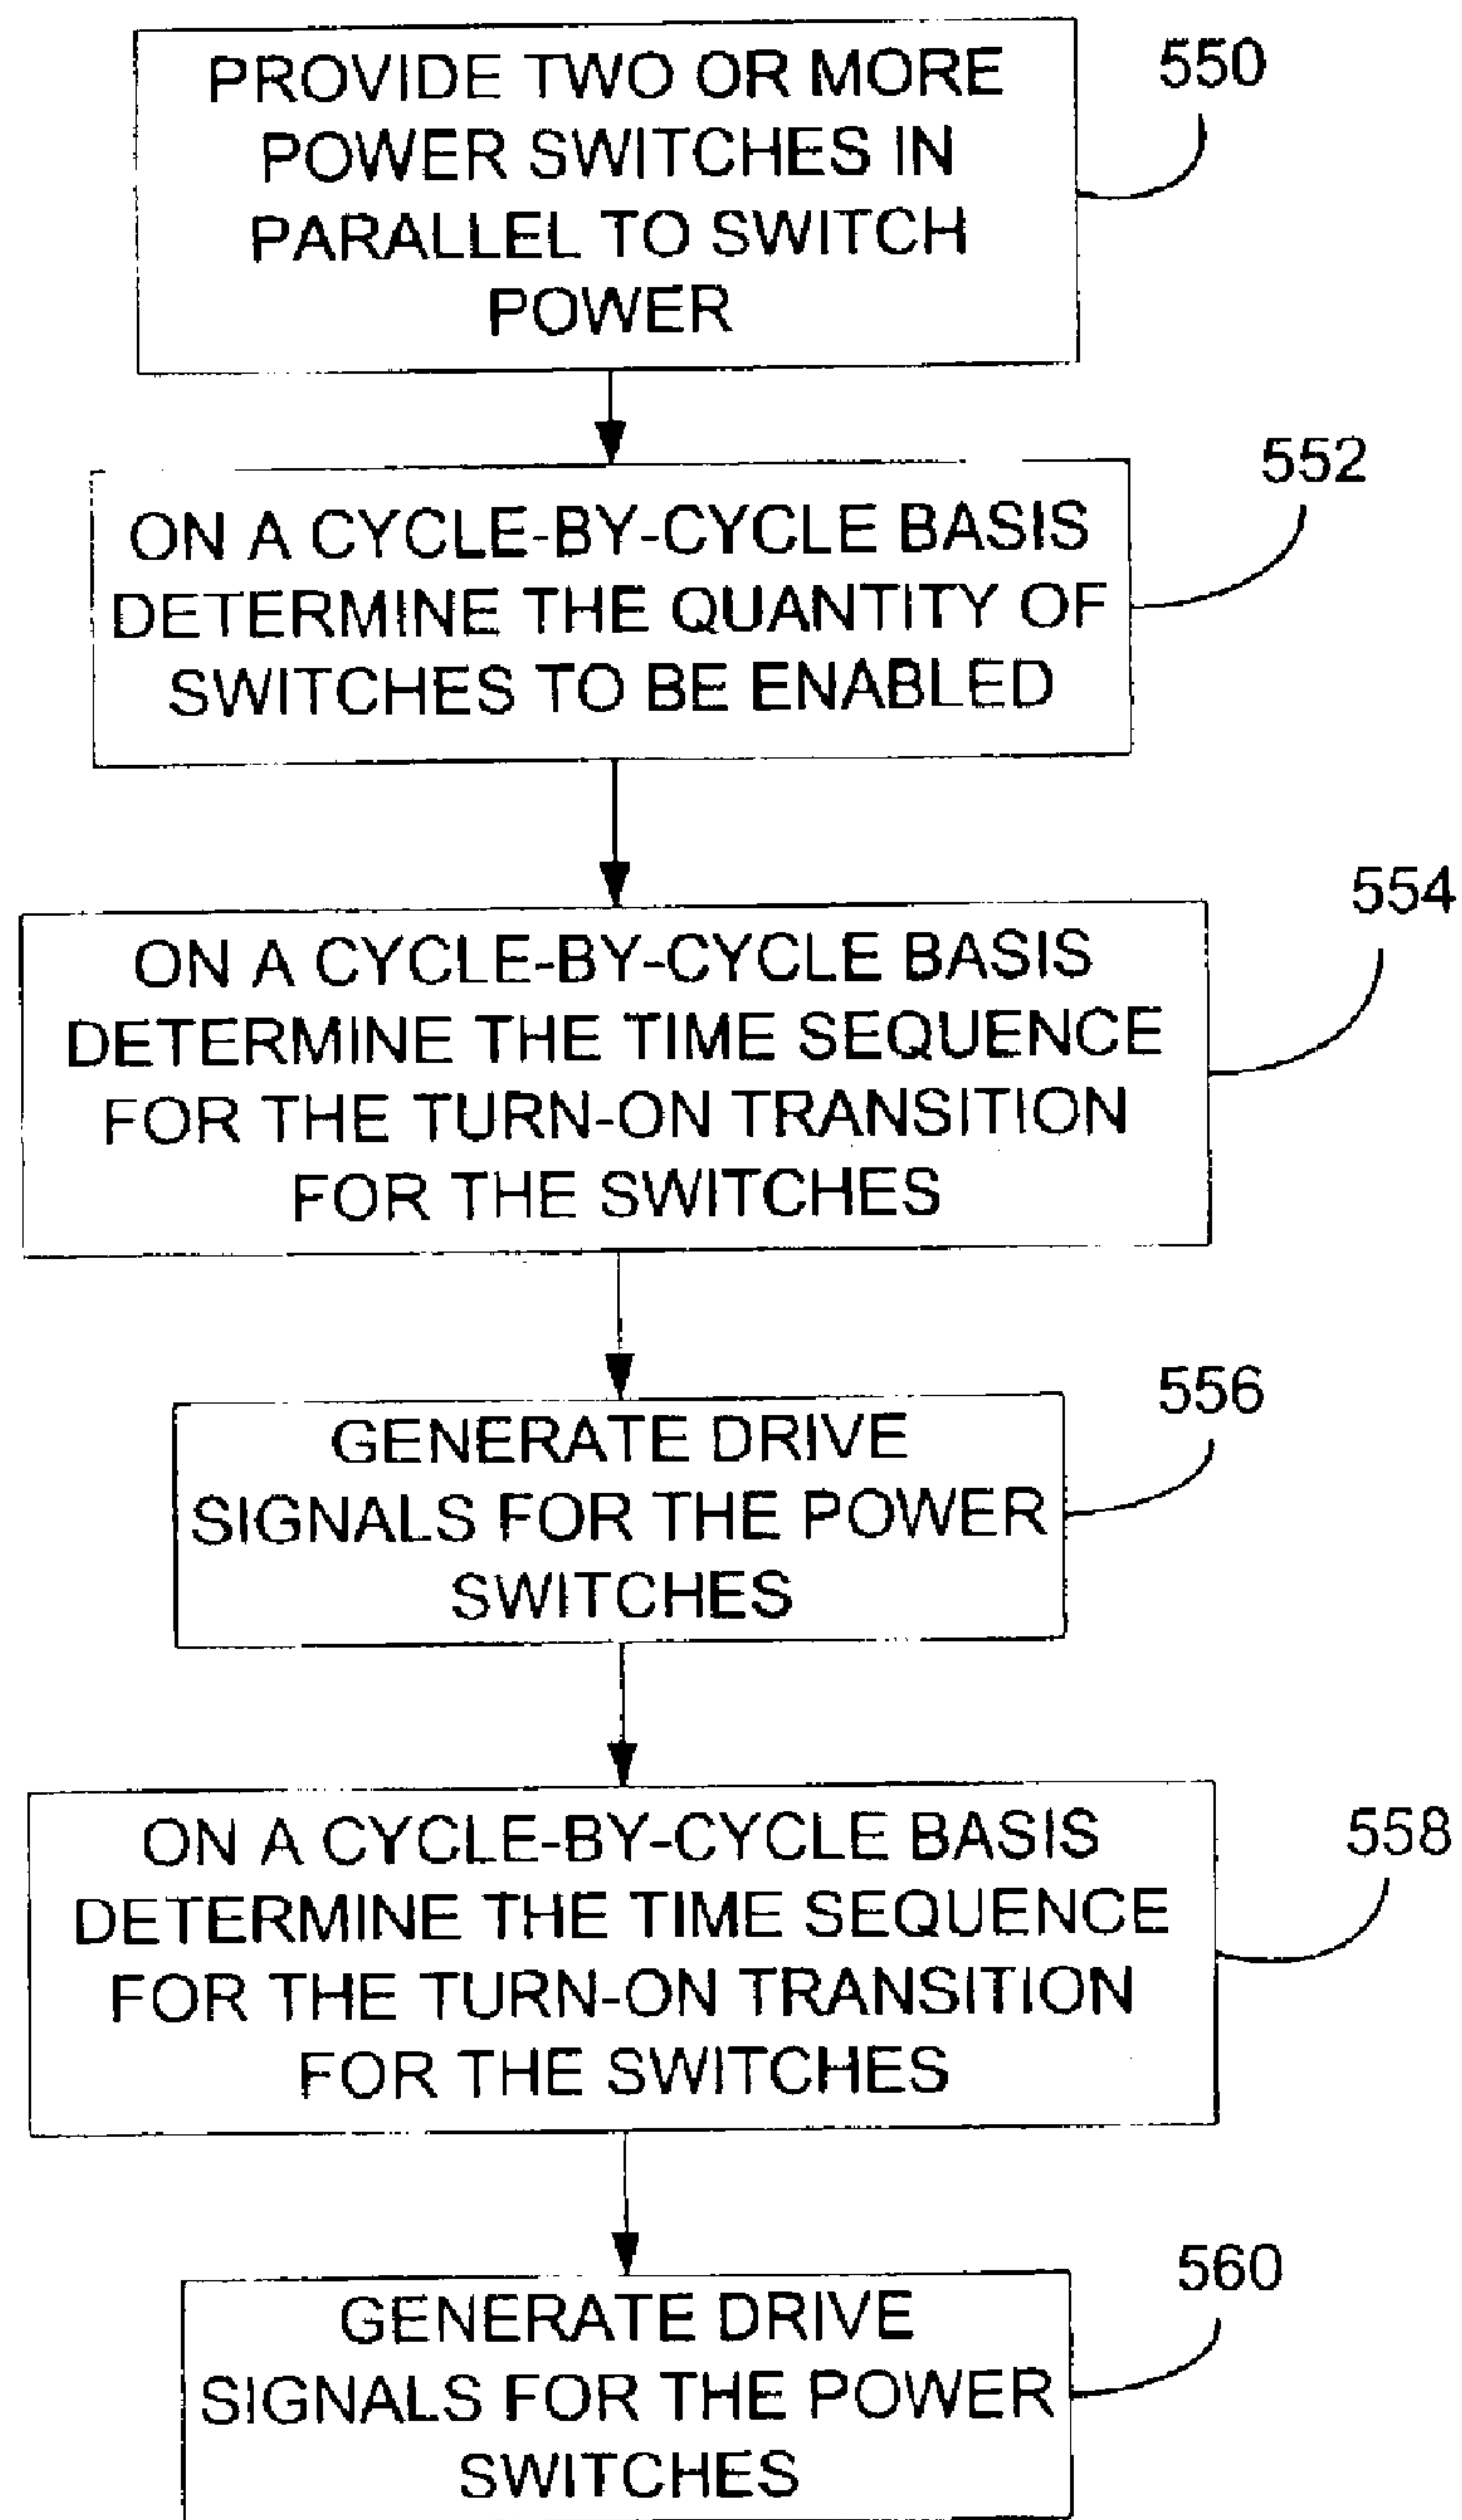 PROVIDE TWO OR MORE
POWER SWITCHES IN
PARALLEL TO SWITCH
POWER
550
ON A CYCLE-BY-CYCLE BASIS
DETERMINE THE QUANTITY OF
SWITCHES TO BE ENABLED
552
ON A CYCLE-BY-CYCLE BASIS
DETERMINE THE TIME SEQUENCE
FOR THE TURN-ON TRANSITION
FOR THE SWITCHES
554
GENERATE DRIVE
SIGNALS FOR THE POWER
SWITCHES
556
ON A CYCLE-BY-CYCLE BASIS
DETERMINE THE TIME SEQUENCE
FOR THE TURN-ON TRANSITION
FOR THE SWITCHES
558
GENERATE DRIVE
SIGNALS FOR THE POWER
SWITCHES
560